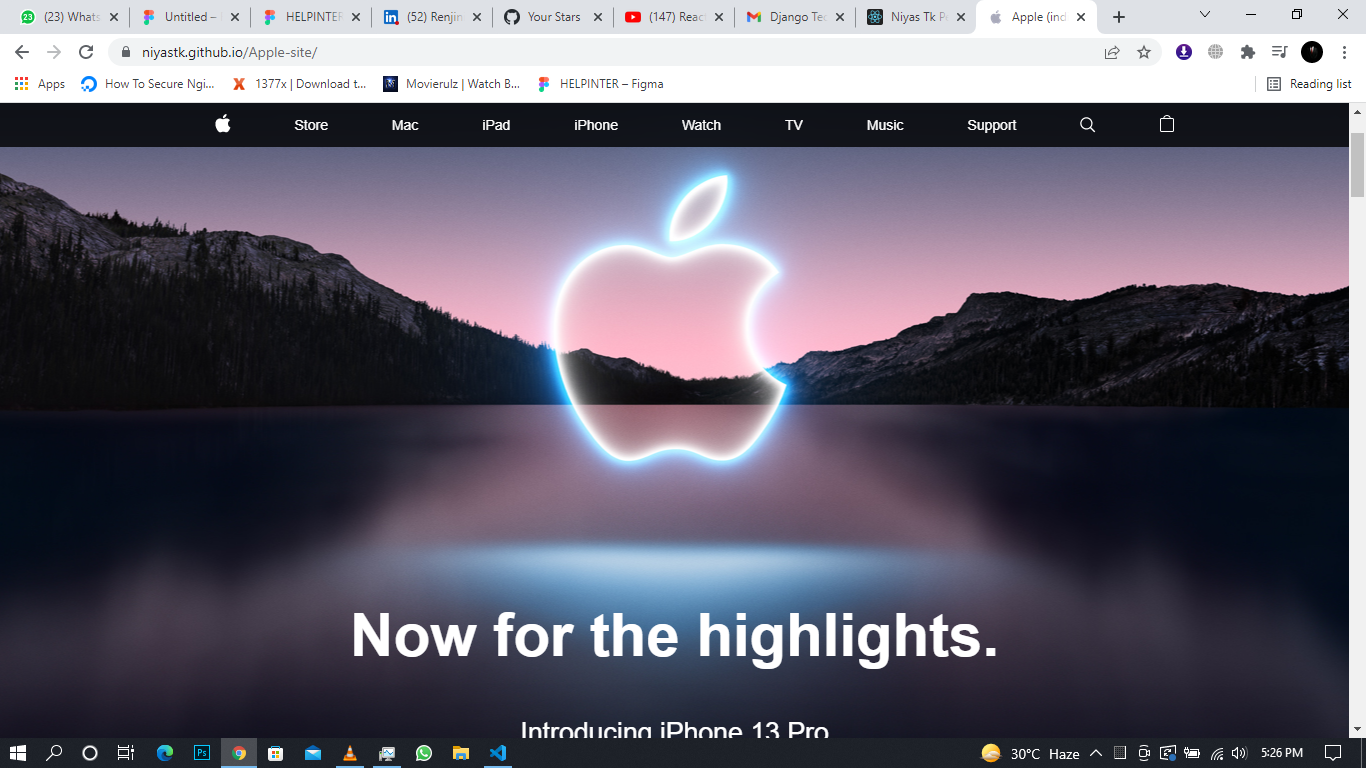 (23) Whats
Untitled –
HELPINTER
(52) Renjin
Your Stars
(147) Reac
Django Tec
Niyas Tk P
Apple (ind
niyastk.github.io/Apple-site/
Apps
How To Secure Ngi...
1377x | Download t...
Movierulz | Watch B...
HELPINTER – Figma
Reading list
Store
Mac
iPad
iPhone
Watch
TV
Music
Support
Now for the highlights.
Introducing iPhone 13 Pro
Ps
30°C Haze
5:26 PM